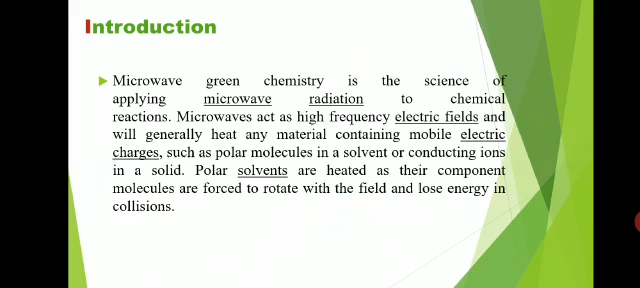 Introduction
Microwave green chemistry is the science of
applying microwave radiation to chemical
reactions. Microwaves act as high frequency electric fields and
will generally heat any material containing mobile electric
charges, such as polar molecules in a solvent or conducting ions
in a solid. Polar solvents are heated as their component
molecules are forced to rotate with the field and lose energy in
collisions.